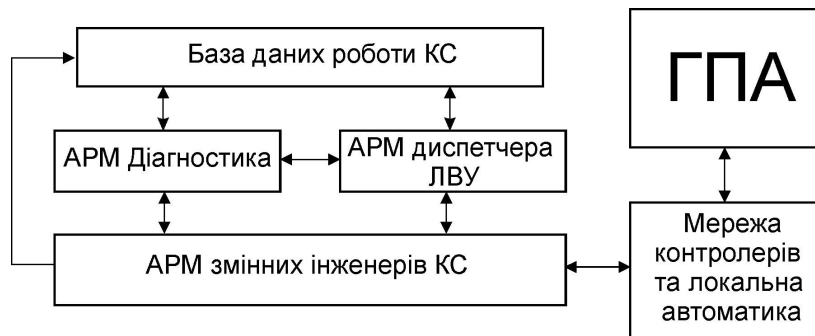 База даних роботи КС
ГПА
АРМ Діагностика
АРМ диспетчера
ЛВУ
АРМ змінних інженерів КС
Мережа
контролерів
та локальна
автоматика